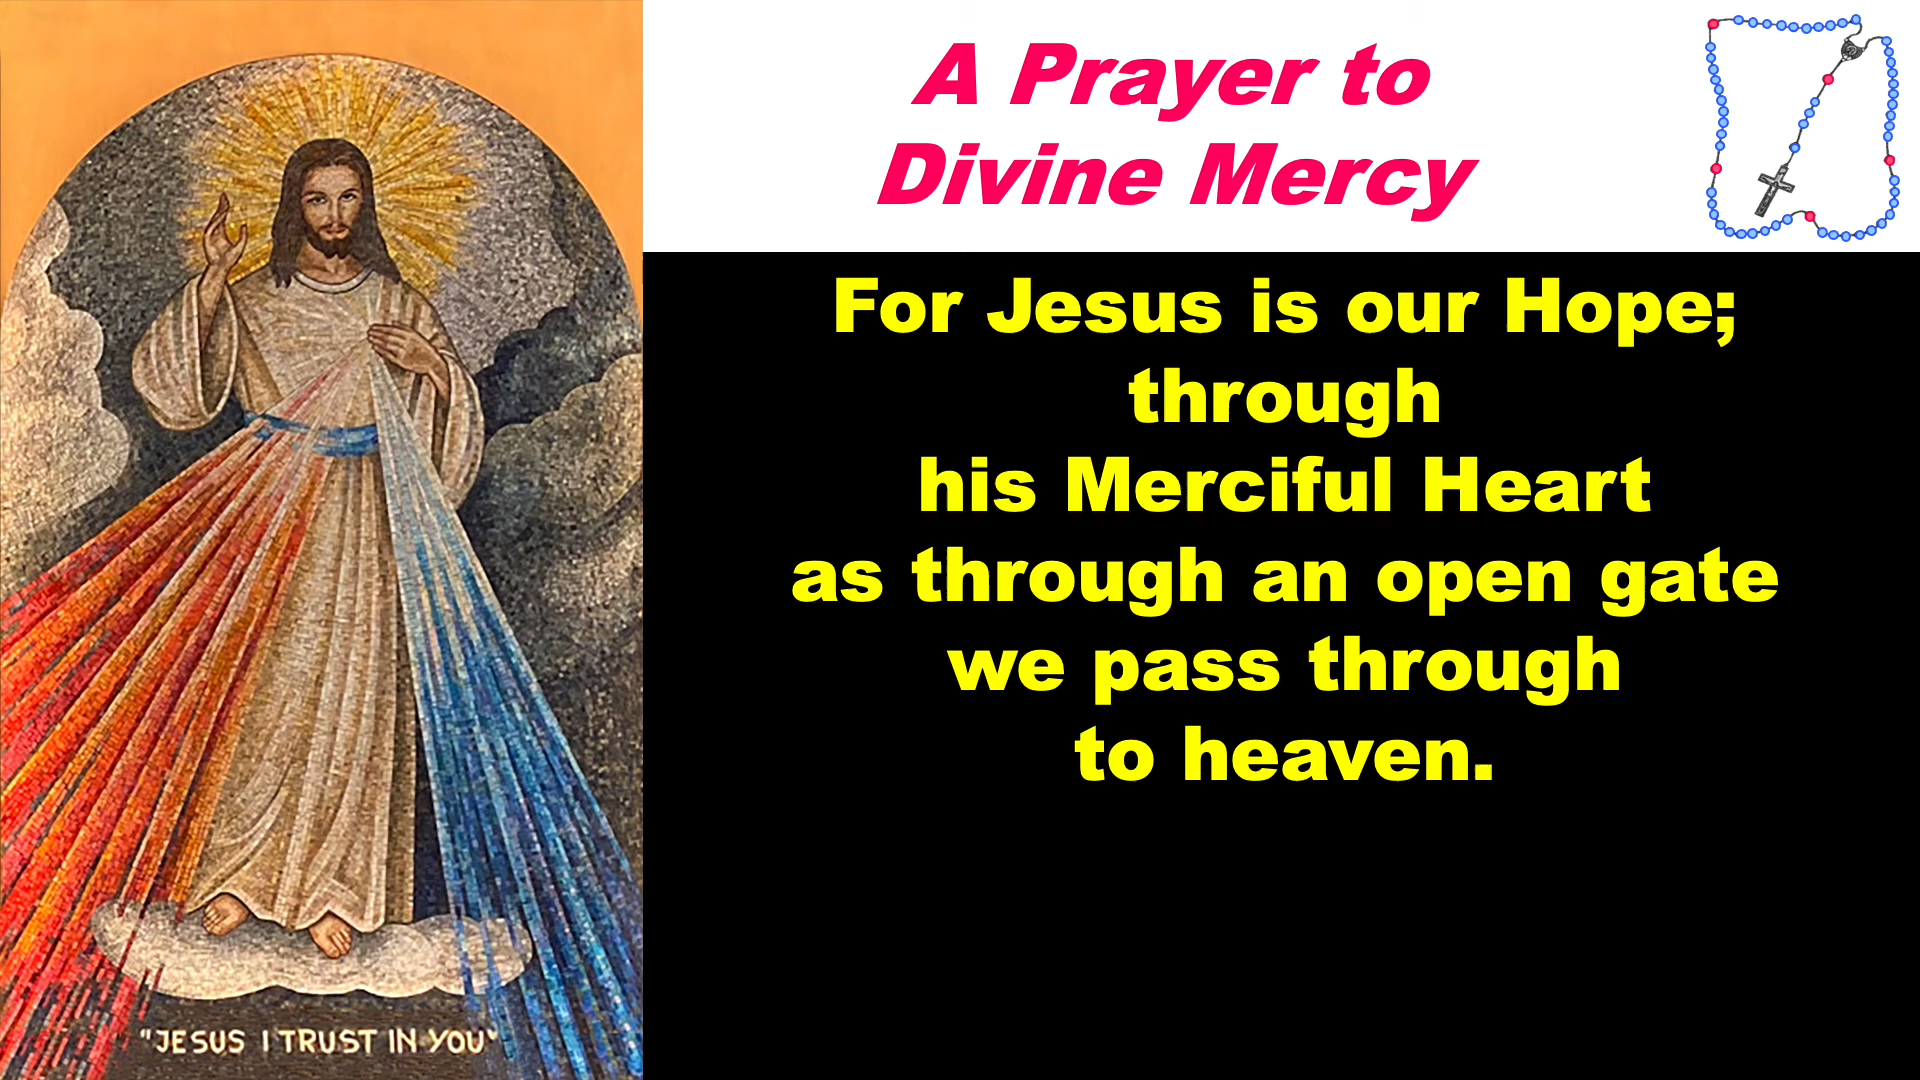 A Prayer to
Divine Mercy
For Jesus is our Hope;
through
his Merciful Heart
as through an open gate
we pass through
to heaven.
"JESUS I TRUST IN YOU"